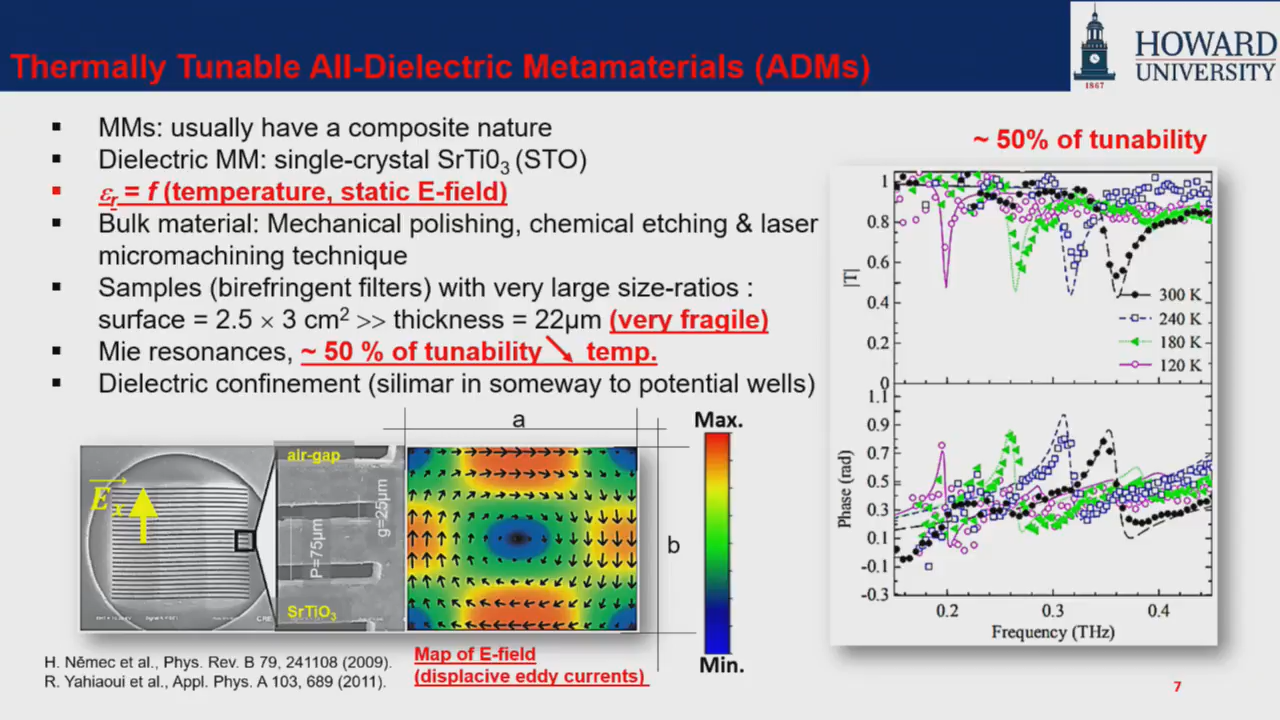 Thermally Tunable All-Dielectric Metamaterials (ADMs)
HOWARD
UNIVERSITY
1867
▪ MMs: usually have a composite nature
▪ Dielectric MM: single-crystal SrTi0₃ (STO)
▪ εr = f (temperature, static E-field)
▪ Bulk material: Mechanical polishing, chemical etching & laser
micromachining technique
▪ Samples (birefringent filters) with very large size-ratios :
surface = 2.5 × 3 cm² >> thickness = 22µm (very fragile)
▪ Mie resonances, ~ 50 % of tunability ↘ temp.
▪ Dielectric confinement (silimar in someway to potential wells)
~ 50% of tunability
1
0.8
0.6
0.4
0.2
0
|T|
300 K
240 K
180 K
120 K
1.1
0.9
0.7
0.5
0.3
0.1
-0.1
-0.3
Phase (rad)
0.2 0.3 0.4
Frequency (THz)
a
b
Max.
Min.
air-gap
P=75µm
g=25µm
SrTiO₃
Map of E-field
(displacive eddy currents)
H. Němec et al., Phys. Rev. B 79, 241108 (2009).
R. Yahiaoui et al., Appl. Phys. A 103, 689 (2011).
7